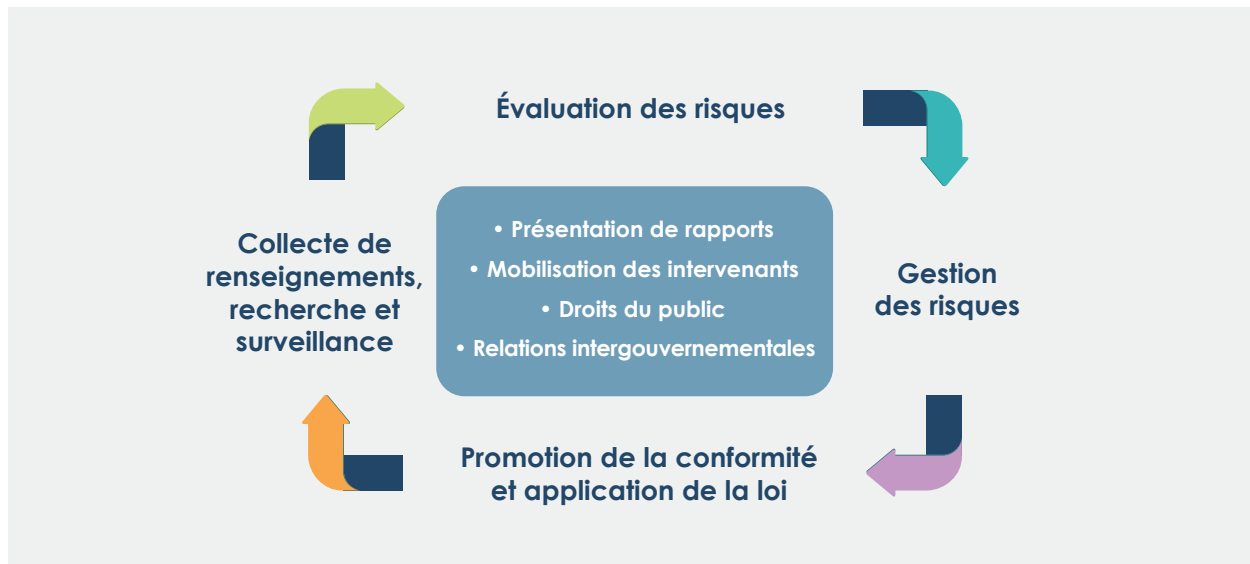 Évaluation des risques
• Présentation de rapports
• Mobilisation des intervenants
• Droits du public
• Relations intergouvernementales
Collecte de
renseignements,
recherche et
surveillance
Gestion
des risques
Promotion de la conformité
et application de la loi